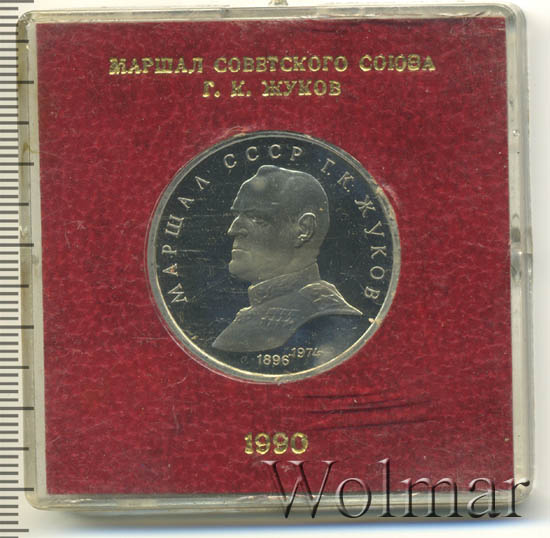 МАРШАЛ СОВЕТСКОГО СОЮЗА
Г. К. ЖУКОВ
МАРШАЛ СССР Г.К. ЖУКОВ
1896-1974
1990
Wolmar